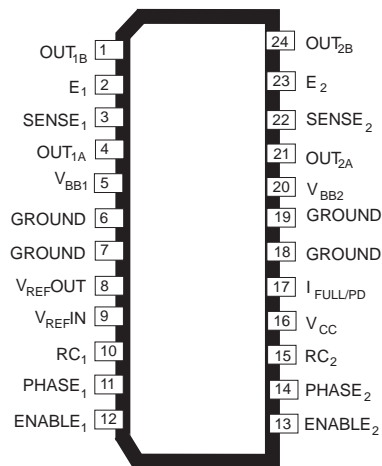 OUT1B 1
E1 2
SENSE1 3
OUT1A 4
VBB1 5
GROUND 6
GROUND 7
VREFOUT 8
VREFIN 9
RC1 10
PHASE1 11
ENABLE1 12
24 OUT2B
23 E2
22 SENSE2
21 OUT2A
20 VBB2
19 GROUND
18 GROUND
17 IFULL/PD
16 VCC
15 RC2
14 PHASE2
13 ENABLE2